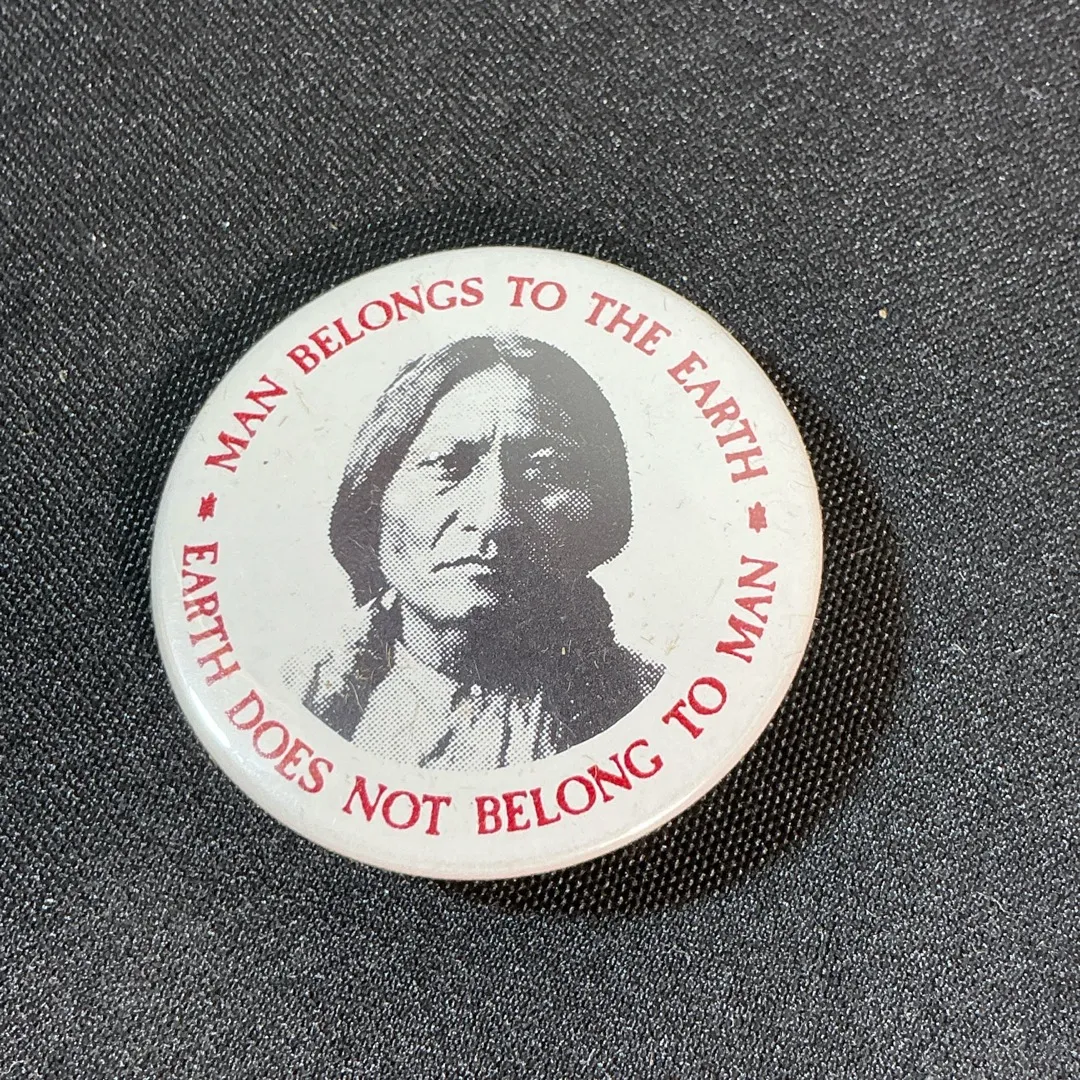 MAN BELONGS TO THE EARTH
EARTH DOES NOT BELONG TO MAN